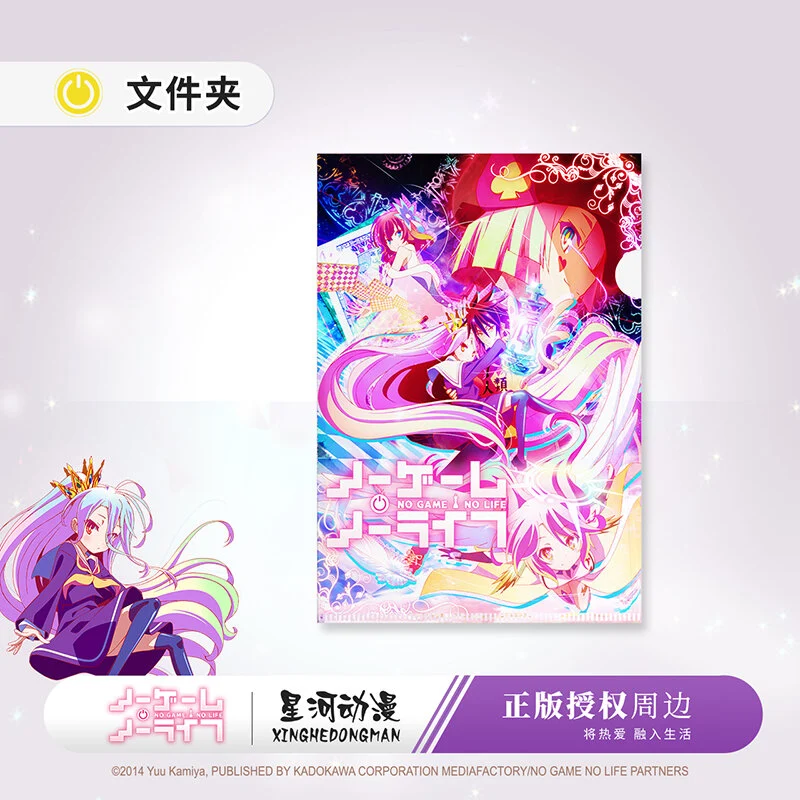 文件夹
人類
ノーゲーム
NO GAME NO LIFE
ノーライフ
ノーゲーム
NO GAME NO LIFE
ノーライフ
星河动漫
XINGHEDONGMAN
正版授权周边
将热爱 融入生活
©2014 Yuu Kamiya, PUBLISHED BY KADOKAWA CORPORATION MEDIAFACTORY/NO GAME NO LIFE PARTNERS